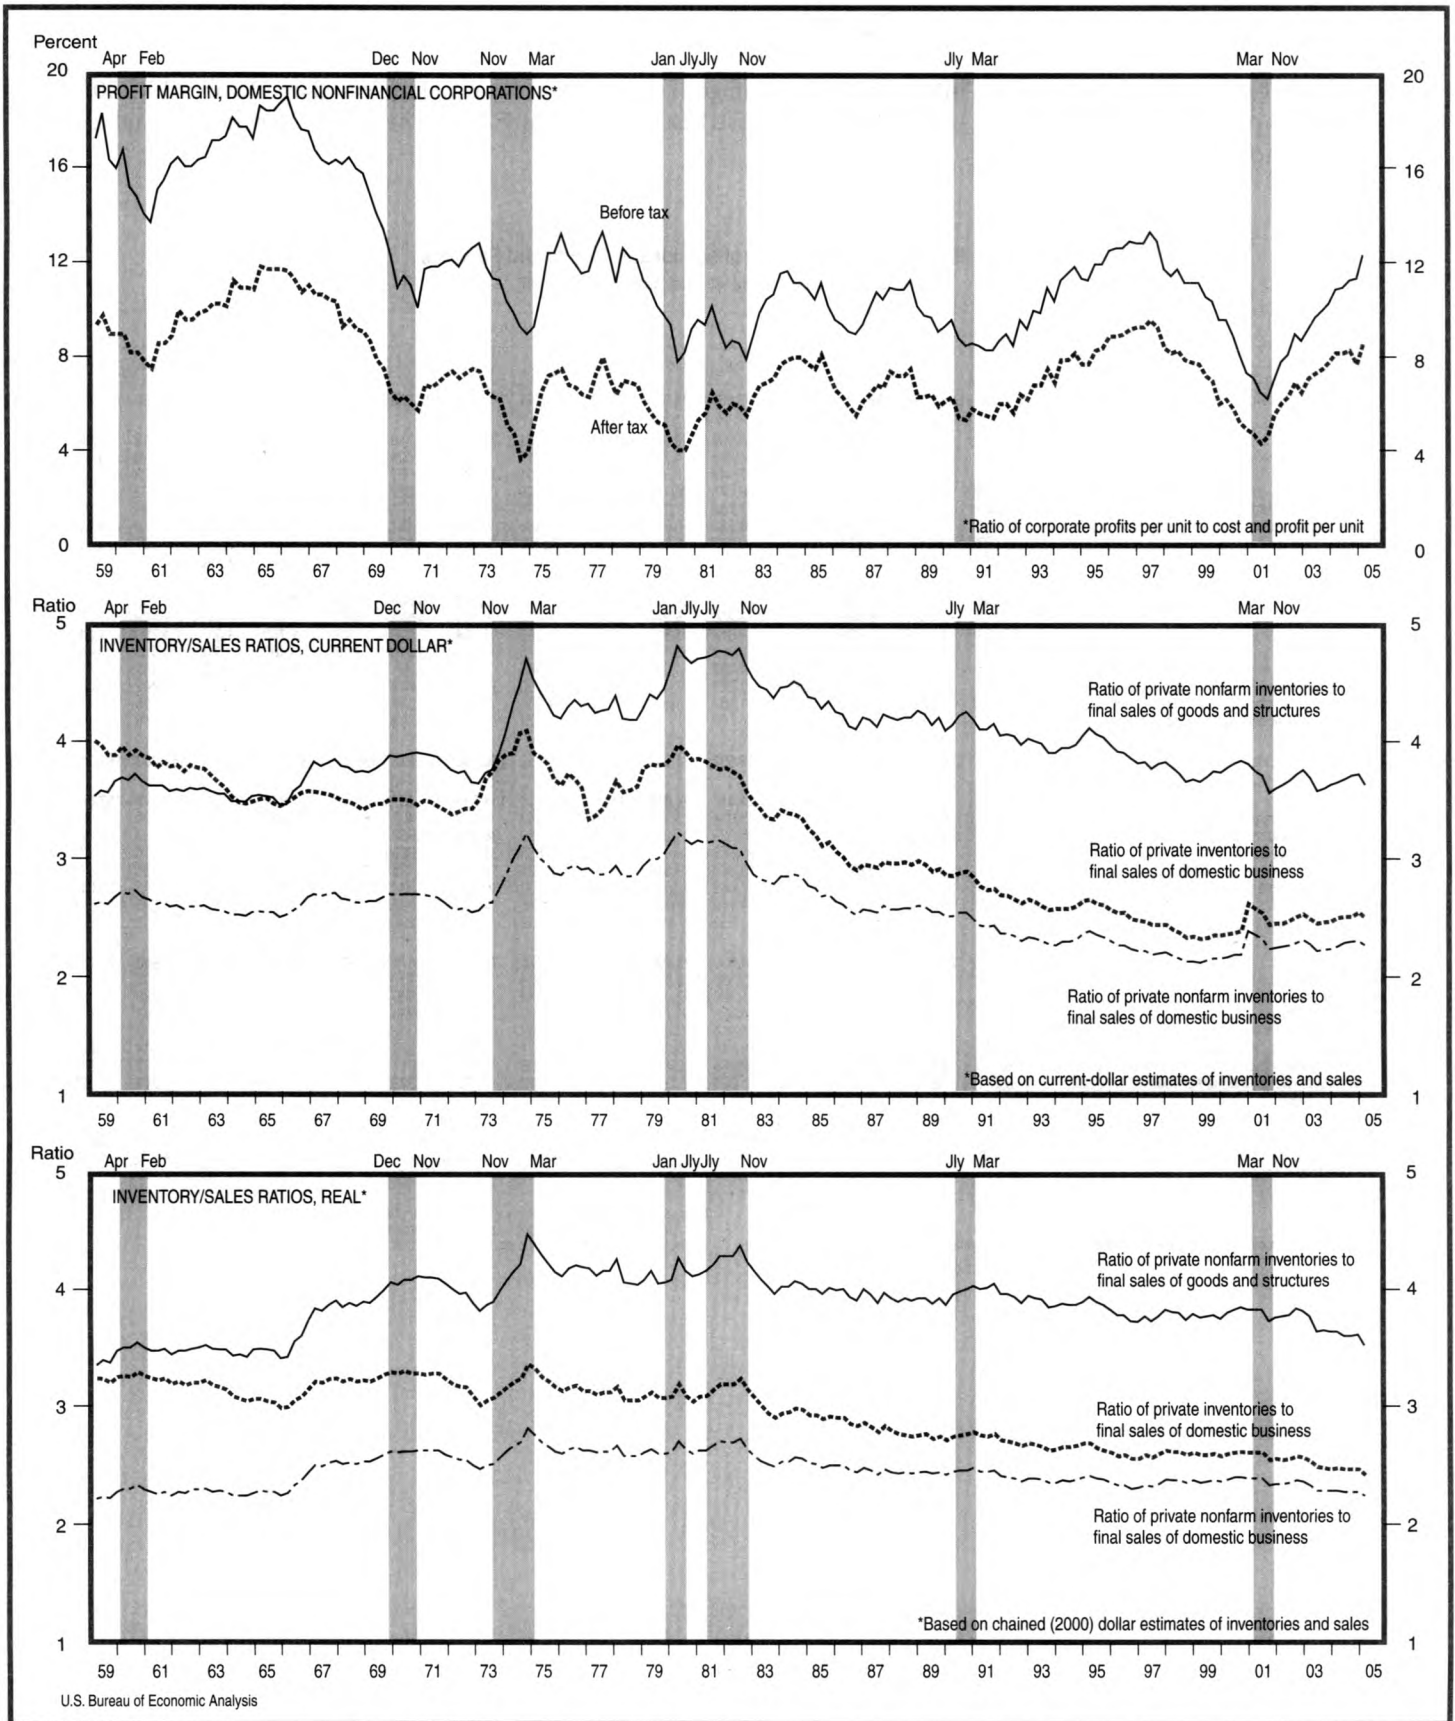 Percent
Apr Feb Dec Nov Nov Mar Jan Jly Jly Nov Jly Mar Mar Nov
20 20
PROFIT MARGIN, DOMESTIC NONFINANCIAL CORPORATIONS*
16 16
Before tax
12 12
8 8
After tax
4 4
*Ratio of corporate profits per unit to cost and profit per unit
0 0
59 61 63 65 67 69 71 73 75 77 79 81 83 85 87 89 91 93 95 97 99 01 03 05
Ratio
Apr Feb Dec Nov Nov Mar Jan Jly Jly Nov Jly Mar Mar Nov
5 5
INVENTORY/SALES RATIOS, CURRENT DOLLAR*
Ratio of private nonfarm inventories to
final sales of goods and structures
4 4
Ratio of private inventories to
final sales of domestic business
3 3
2 2
Ratio of private nonfarm inventories to
final sales of domestic business
*Based on current-dollar estimates of inventories and sales
1 1
59 61 63 65 67 69 71 73 75 77 79 81 83 85 87 89 91 93 95 97 99 01 03 05
Ratio
Apr Feb Dec Nov Nov Mar Jan Jly Jly Nov Jly Mar Mar Nov
5 5
INVENTORY/SALES RATIOS, REAL*
Ratio of private nonfarm inventories to
final sales of goods and structures
4 4
Ratio of private inventories to
final sales of domestic business
3 3
Ratio of private nonfarm inventories to
final sales of domestic business
2 2
*Based on chained (2000) dollar estimates of inventories and sales
1 1
59 61 63 65 67 69 71 73 75 77 79 81 83 85 87 89 91 93 95 97 99 01 03 05
U.S. Bureau of Economic Analysis